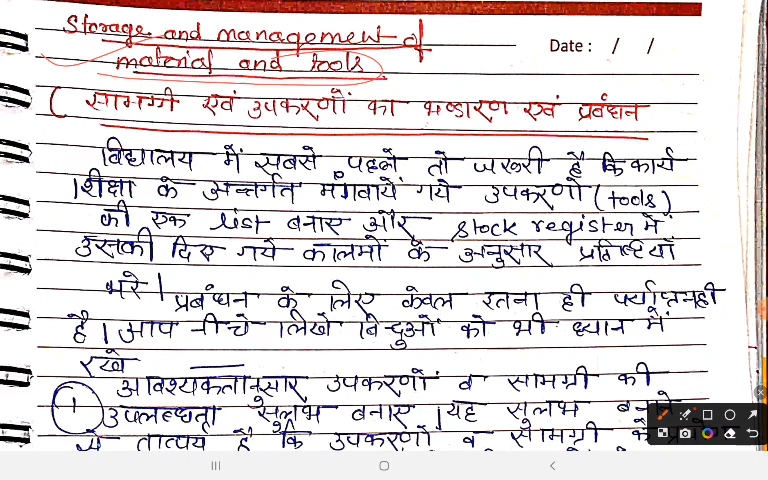 Storage and management of
Date : / /
material and tools
( सामग्री एवं उपकरणों का भण्डारण एवं प्रबंधन
विद्यालय में सबसे पहले तो जरूरी है कि कार्य
शिक्षा के अन्तर्गत मंगवायें गये उपकरणों (tools)
की एक list बनाए और stock register में
उसकी दिए गये कालमों के अनुसार प्रविष्टियाँ
भरे। प्रबंधन के लिए केवल इतना ही पर्याप्त नही
है। आप नीचे लिखे बिन्दुओं को भी ध्यान में
रखे
1 आवश्यकतानुसार उपकरणों व सामग्री की
उपलब्धता सुलभ बनाए। यह सुलभ बनाने
से तात्पर्य है कि उपकरणों व सामग्री के